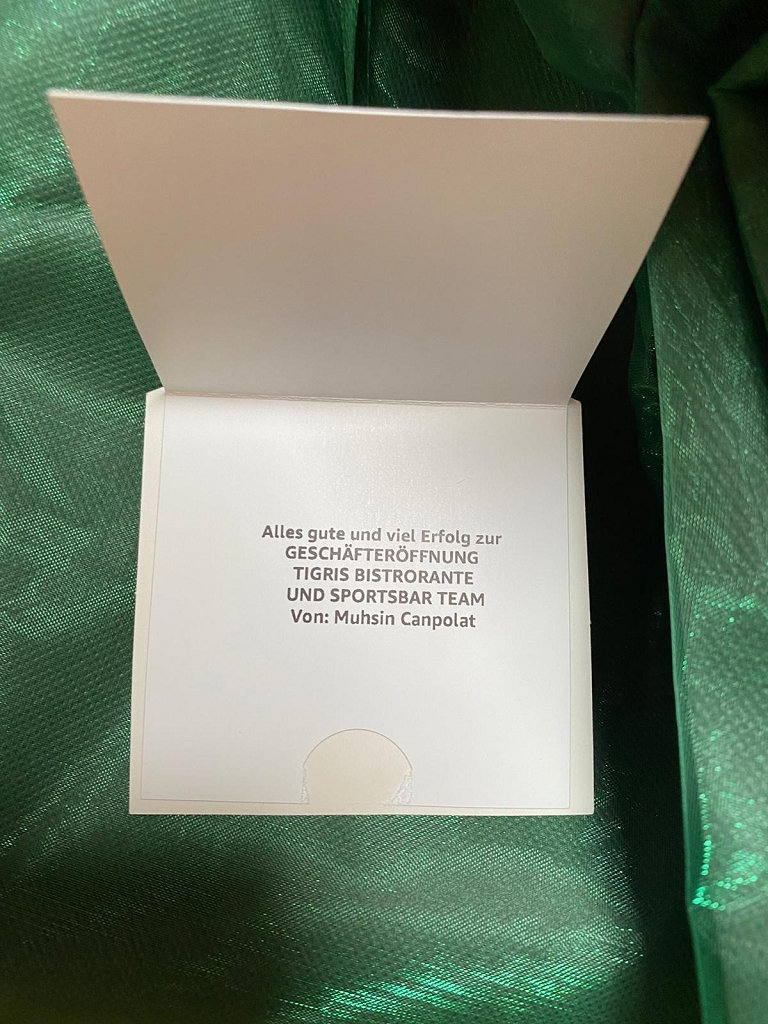 Alles gute und viel Erfolg zur
GESCHÄFTERÖFFNUNG
TIGRIS BISTRORANTE
UND SPORTSBAR TEAM
Von: Muhsin Canpolat